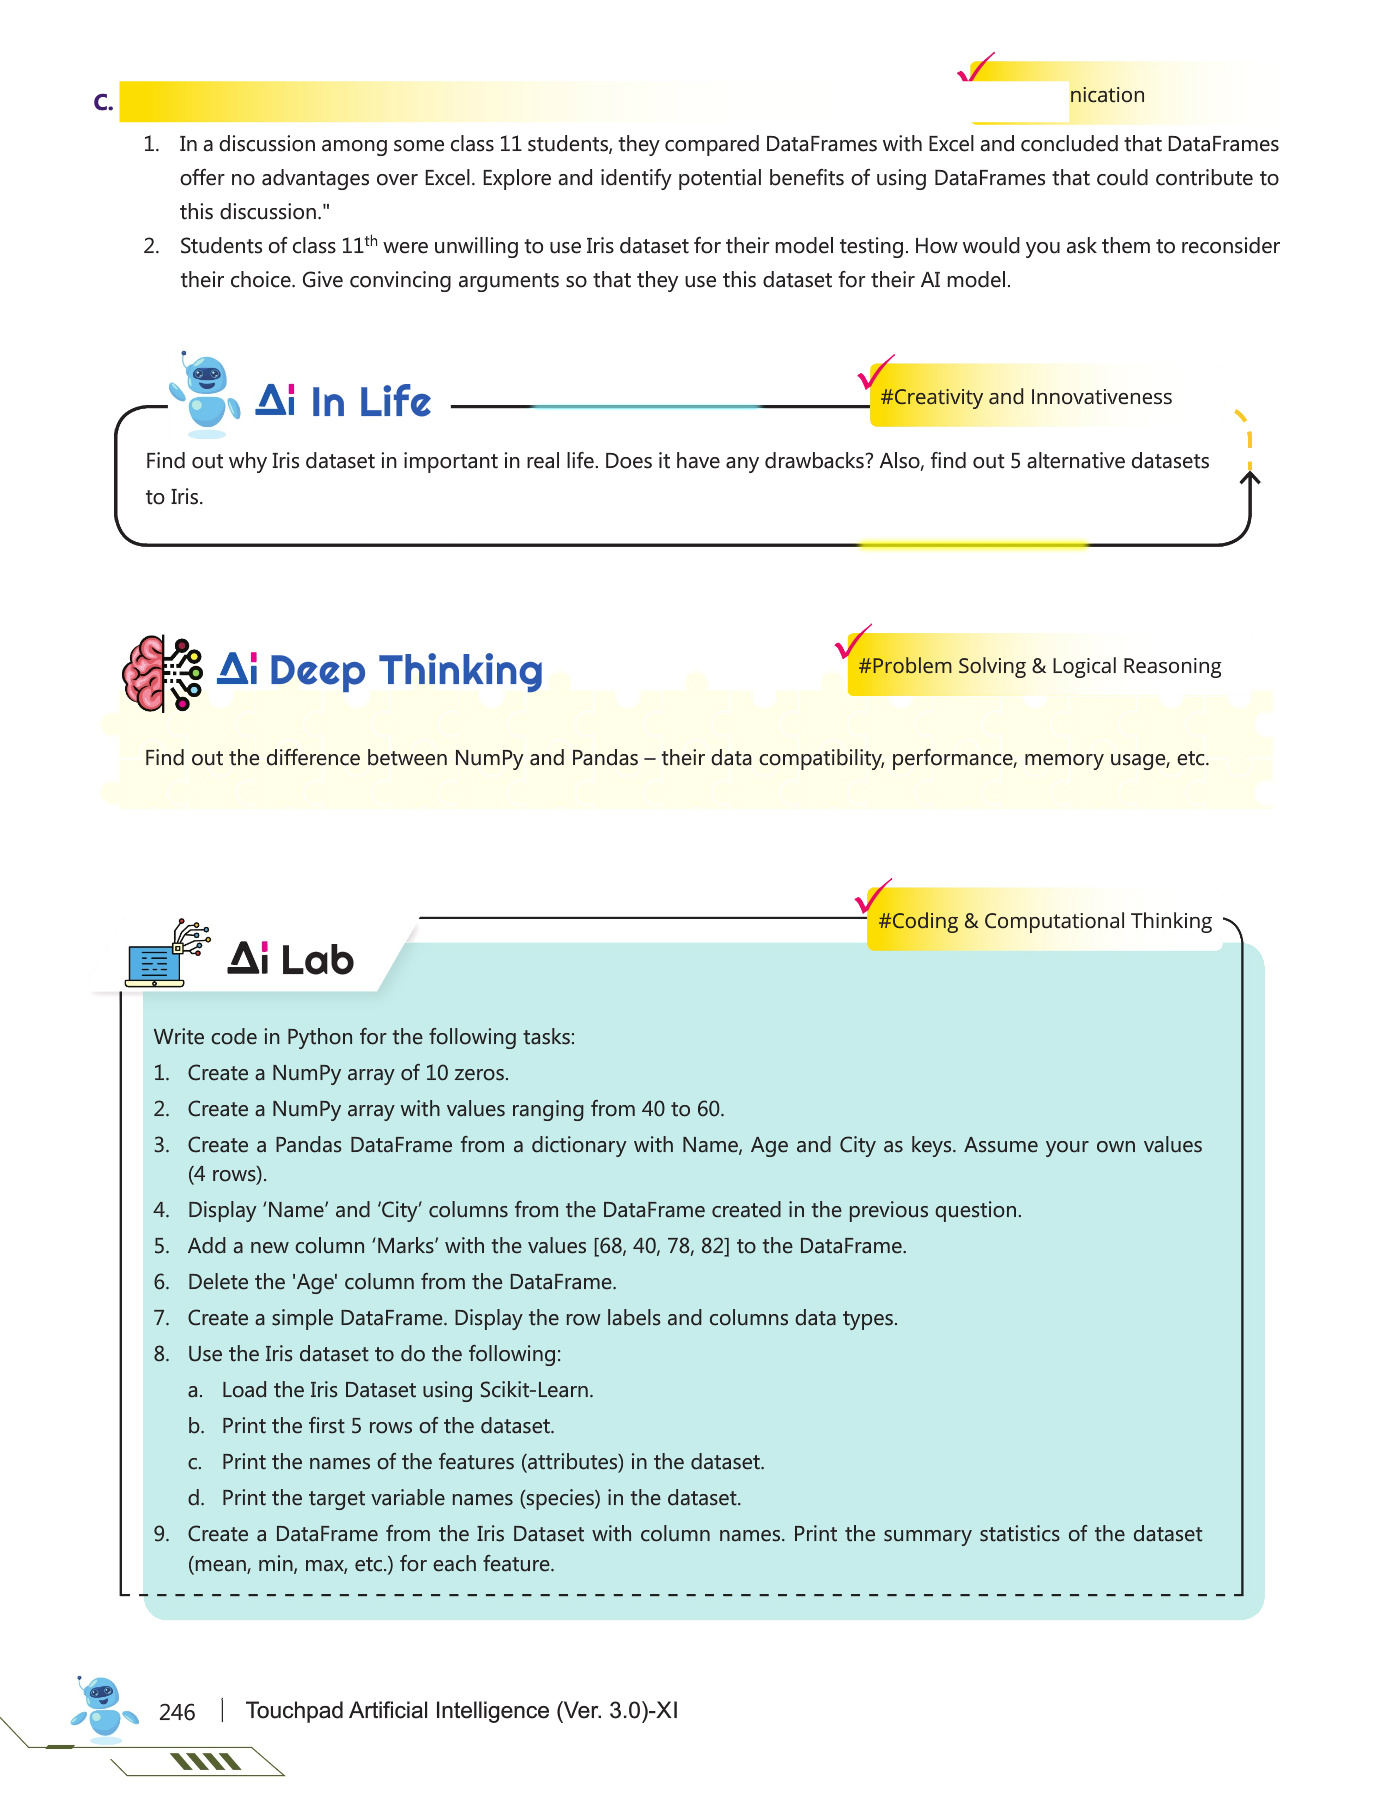 C.
nication
1. In a discussion among some class 11 students, they compared DataFrames with Excel and concluded that DataFrames
offer no advantages over Excel. Explore and identify potential benefits of using DataFrames that could contribute to
this discussion."
2. Students of class 11th were unwilling to use Iris dataset for their model testing. How would you ask them to reconsider
their choice. Give convincing arguments so that they use this dataset for their AI model.
Ai In Life
#Creativity and Innovativeness
Find out why Iris dataset in important in real life. Does it have any drawbacks? Also, find out 5 alternative datasets
to Iris.
Ai Deep Thinking
#Problem Solving & Logical Reasoning
Find out the difference between NumPy and Pandas – their data compatibility, performance, memory usage, etc.
#Coding & Computational Thinking
Ai Lab
Write code in Python for the following tasks:
1. Create a NumPy array of 10 zeros.
2. Create a NumPy array with values ranging from 40 to 60.
3. Create a Pandas DataFrame from a dictionary with Name, Age and City as keys. Assume your own values
(4 rows).
4. Display ‘Name’ and ‘City’ columns from the DataFrame created in the previous question.
5. Add a new column ‘Marks’ with the values [68, 40, 78, 82] to the DataFrame.
6. Delete the 'Age' column from the DataFrame.
7. Create a simple DataFrame. Display the row labels and columns data types.
8. Use the Iris dataset to do the following:
a. Load the Iris Dataset using Scikit-Learn.
b. Print the first 5 rows of the dataset.
c. Print the names of the features (attributes) in the dataset.
d. Print the target variable names (species) in the dataset.
9. Create a DataFrame from the Iris Dataset with column names. Print the summary statistics of the dataset
(mean, min, max, etc.) for each feature.
246 Touchpad Artificial Intelligence (Ver. 3.0)-XI